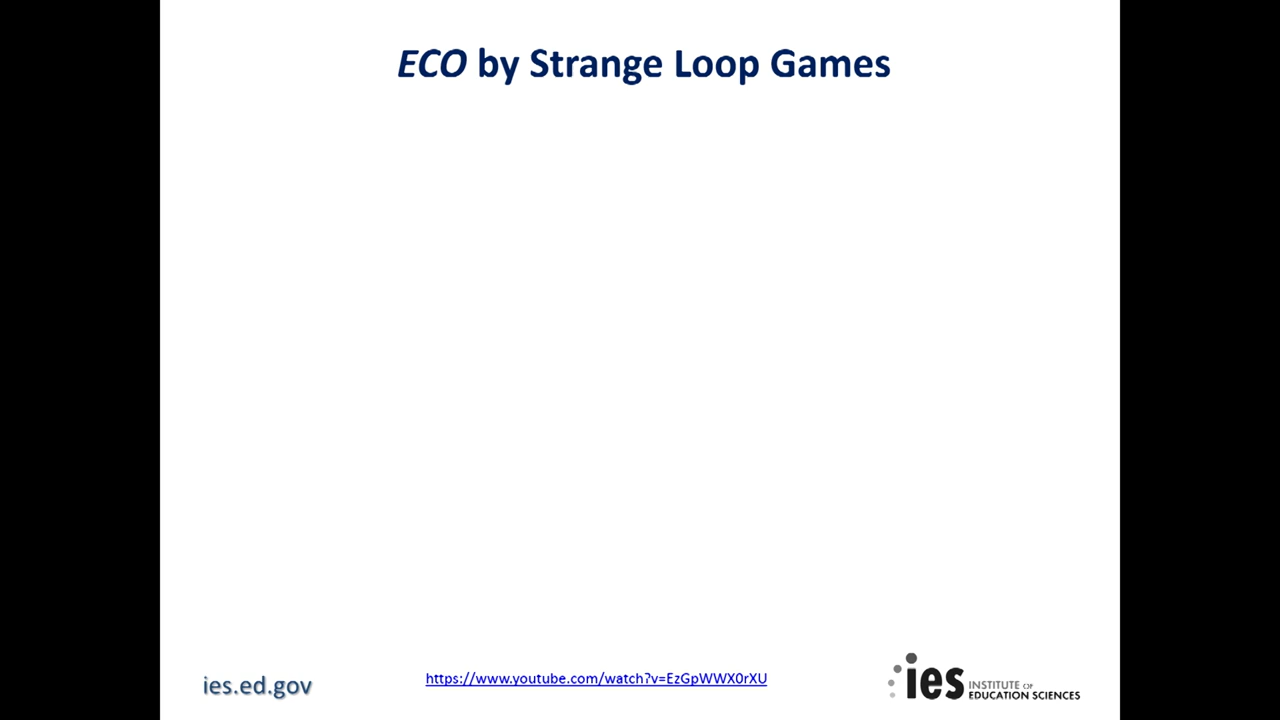 ECO by Strange Loop Games
ies.ed.gov
https://www.youtube.com/watch?v=EzGpWWX0rXU
ies INSTITUTE OF
EDUCATION SCIENCES